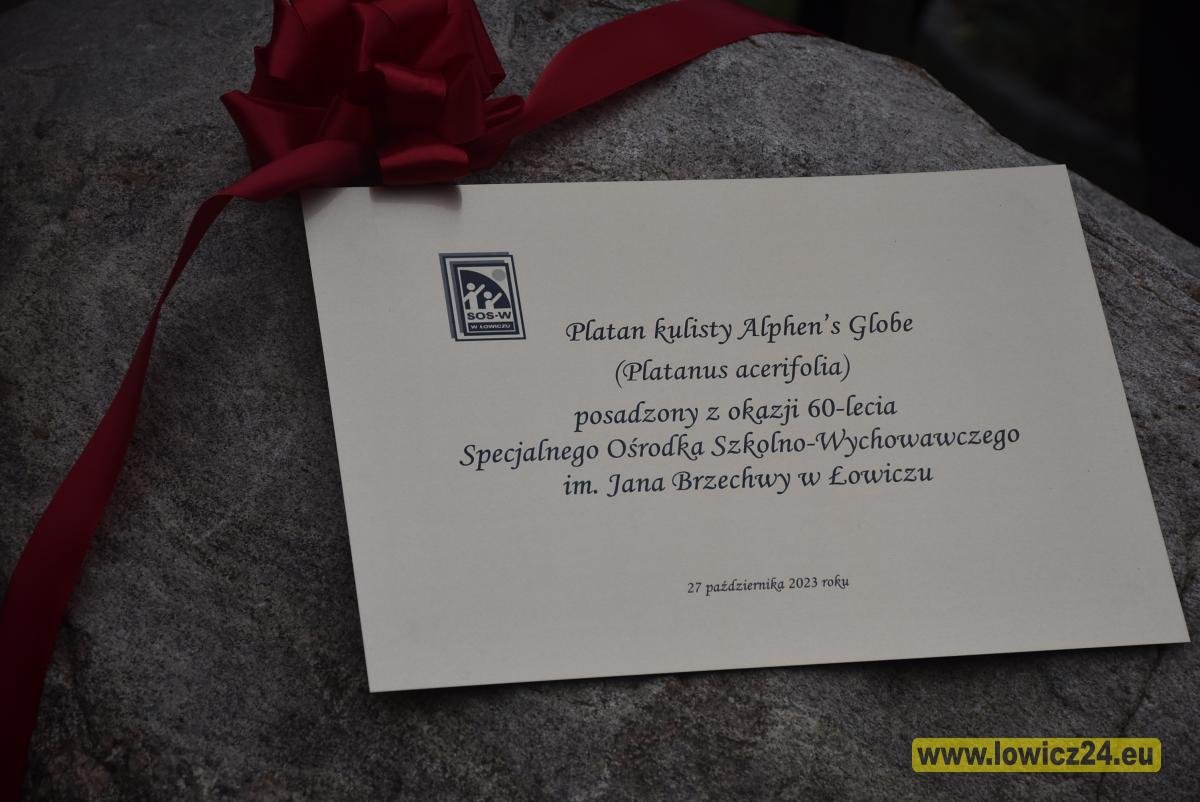 SOS-W
W ŁOWICZU
Platan kulisty Alphen's Globe
(Platanus acerifolia)
posadzony z okazji 60-lecia
Specjalnego Ośrodka Szkolno-Wychowawczego
im. Jana Brzechwy w Łowiczu
27 października 2023 roku
www.lowicz24.eu